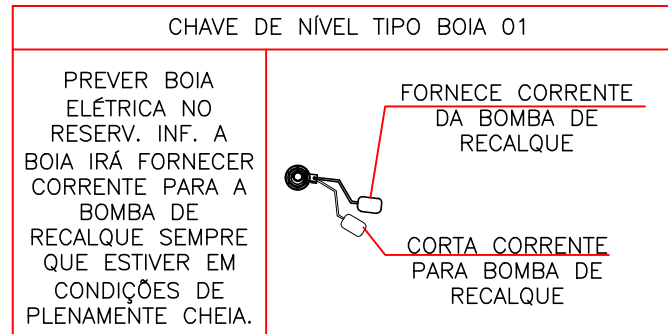 CHAVE DE NÍVEL TIPO BOIA 01
PREVER BOIA
ELÉTRICA NO
RESERV. INF. A
BOIA IRÁ FORNECER
CORRENTE PARA A
BOMBA DE
RECALQUE SEMPRE
QUE ESTIVER EM
CONDIÇÕES DE
PLENAMENTE CHEIA.
FORNECE CORRENTE
DA BOMBA DE
RECALQUE
CORTA CORRENTE
PARA BOMBA DE
RECALQUE